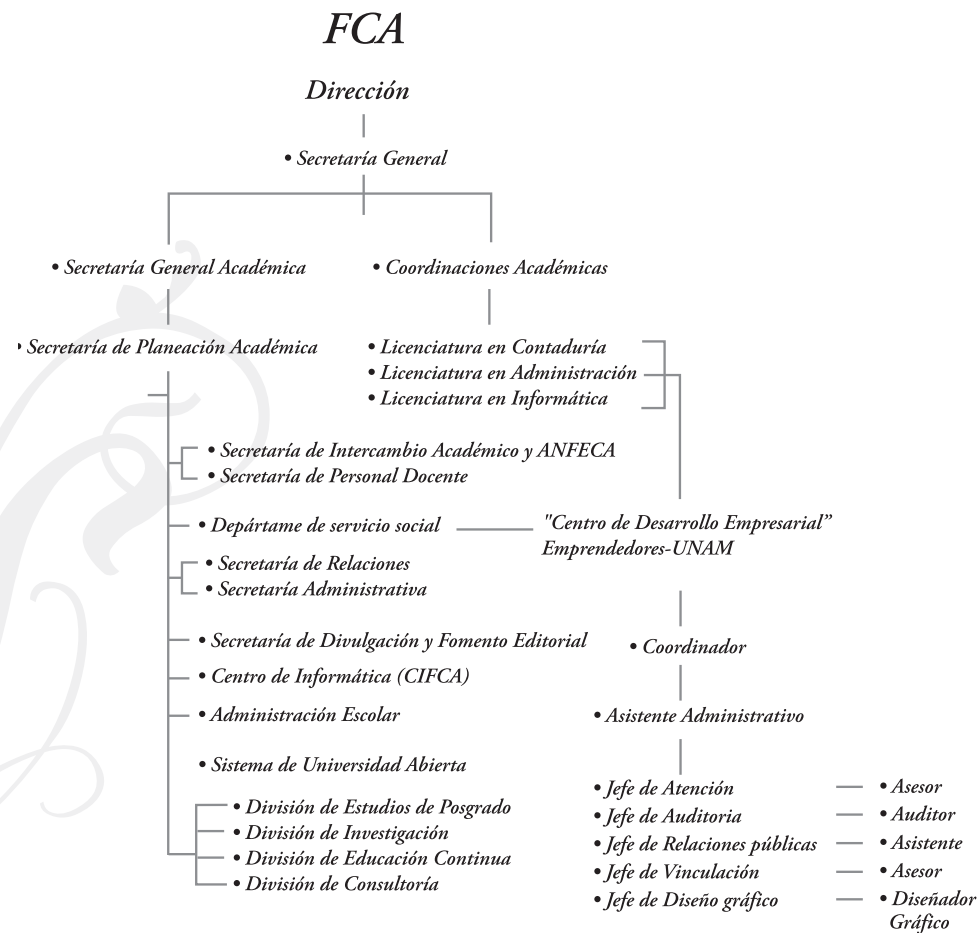 FCA
Dirección
• Secretaría General
• Secretaría General Académica
• Coordinaciones Académicas
• Secretaría de Planeación Académica
• Licenciatura en Contaduría
• Licenciatura en Administración
• Licenciatura en Informática
• Secretaría de Intercambio Académico y ANFECA
• Secretaría de Personal Docente
• Depártame de servicio social
"Centro de Desarrollo Empresarial”
Emprendedores-UNAM
• Secretaría de Relaciones
• Secretaría Administrativa
• Secretaría de Divulgación y Fomento Editorial
• Centro de Informática (CIFCA)
• Administración Escolar
• Sistema de Universidad Abierta
• División de Estudios de Posgrado
• División de Investigación
• División de Educación Continua
• División de Consultoría
• Coordinador
• Asistente Administrativo
• Jefe de Atención
• Asesor
• Jefe de Auditoria
• Auditor
• Jefe de Relaciones públicas
• Asistente
• Jefe de Vinculación
• Asesor
• Jefe de Diseño gráfico
• Diseñador
Gráfico